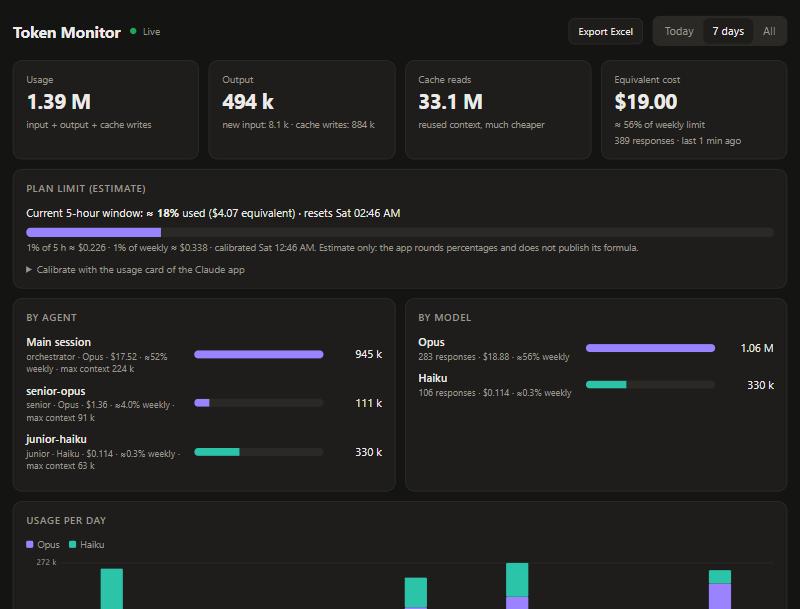 Token Monitor
Live
Export Excel
Today
7 days
All
Usage
1.39 M
input + output + cache writes
Output
494 k
new input: 8.1 k · cache writes: 884 k
Cache reads
33.1 M
reused context, much cheaper
Equivalent cost
$19.00
≈ 56% of weekly limit
389 responses · last 1 min ago
PLAN LIMIT (ESTIMATE)
Current 5-hour window: ≈ 18% used ($4.07 equivalent) · resets Sat 02:46 AM
1% of 5 h ≈ $0.226 · 1% of weekly ≈ $0.338 · calibrated Sat 12:46 AM. Estimate only: the app rounds percentages and does not publish its formula.
▶ Calibrate with the usage card of the Claude app
BY AGENT
Main session
orchestrator · Opus · $17.52 · ≈52%
weekly · max context 224 k
945 k
senior-opus
senior · Opus · $1.36 · ≈4.0% weekly ·
max context 91 k
111 k
junior-haiku
junior · Haiku · $0.114 · ≈0.3% weekly ·
max context 63 k
330 k
BY MODEL
Opus
283 responses · $18.88 · ≈56% weekly
1.06 M
Haiku
106 responses · $0.114 · ≈0.3% weekly
330 k
USAGE PER DAY
Opus
Haiku
272 k